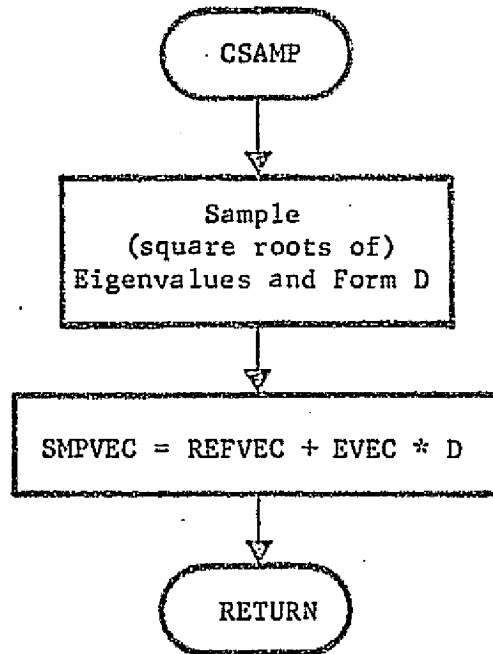 CSAMP
Sample
(square roots of)
Eigenvalues and Form D
SMPVEC = REFVEC + EVEC * D
RETURN